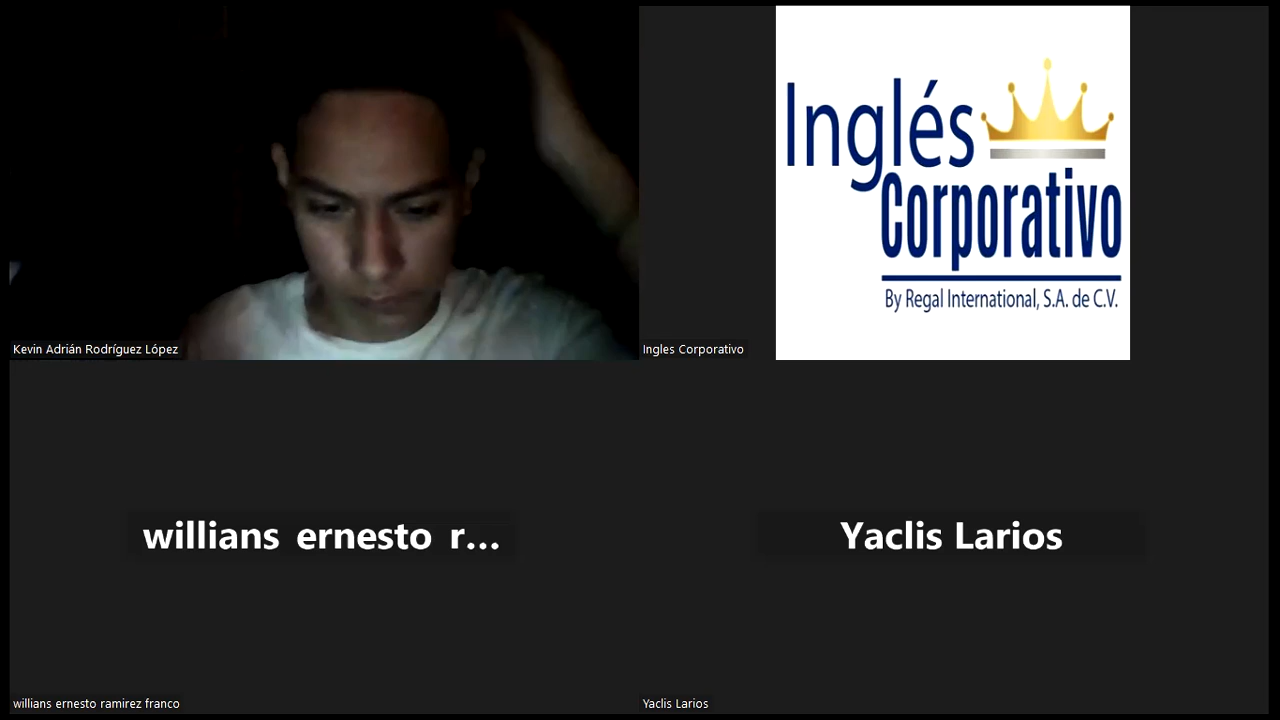 Inglés
Corporativo
By Regal International, S.A. de C.V.
Kevin Adrián Rodríguez López
Ingles Corporativo
willians ernesto r...
Yaclis Larios
willians ernesto ramirez franco
Yaclis Larios